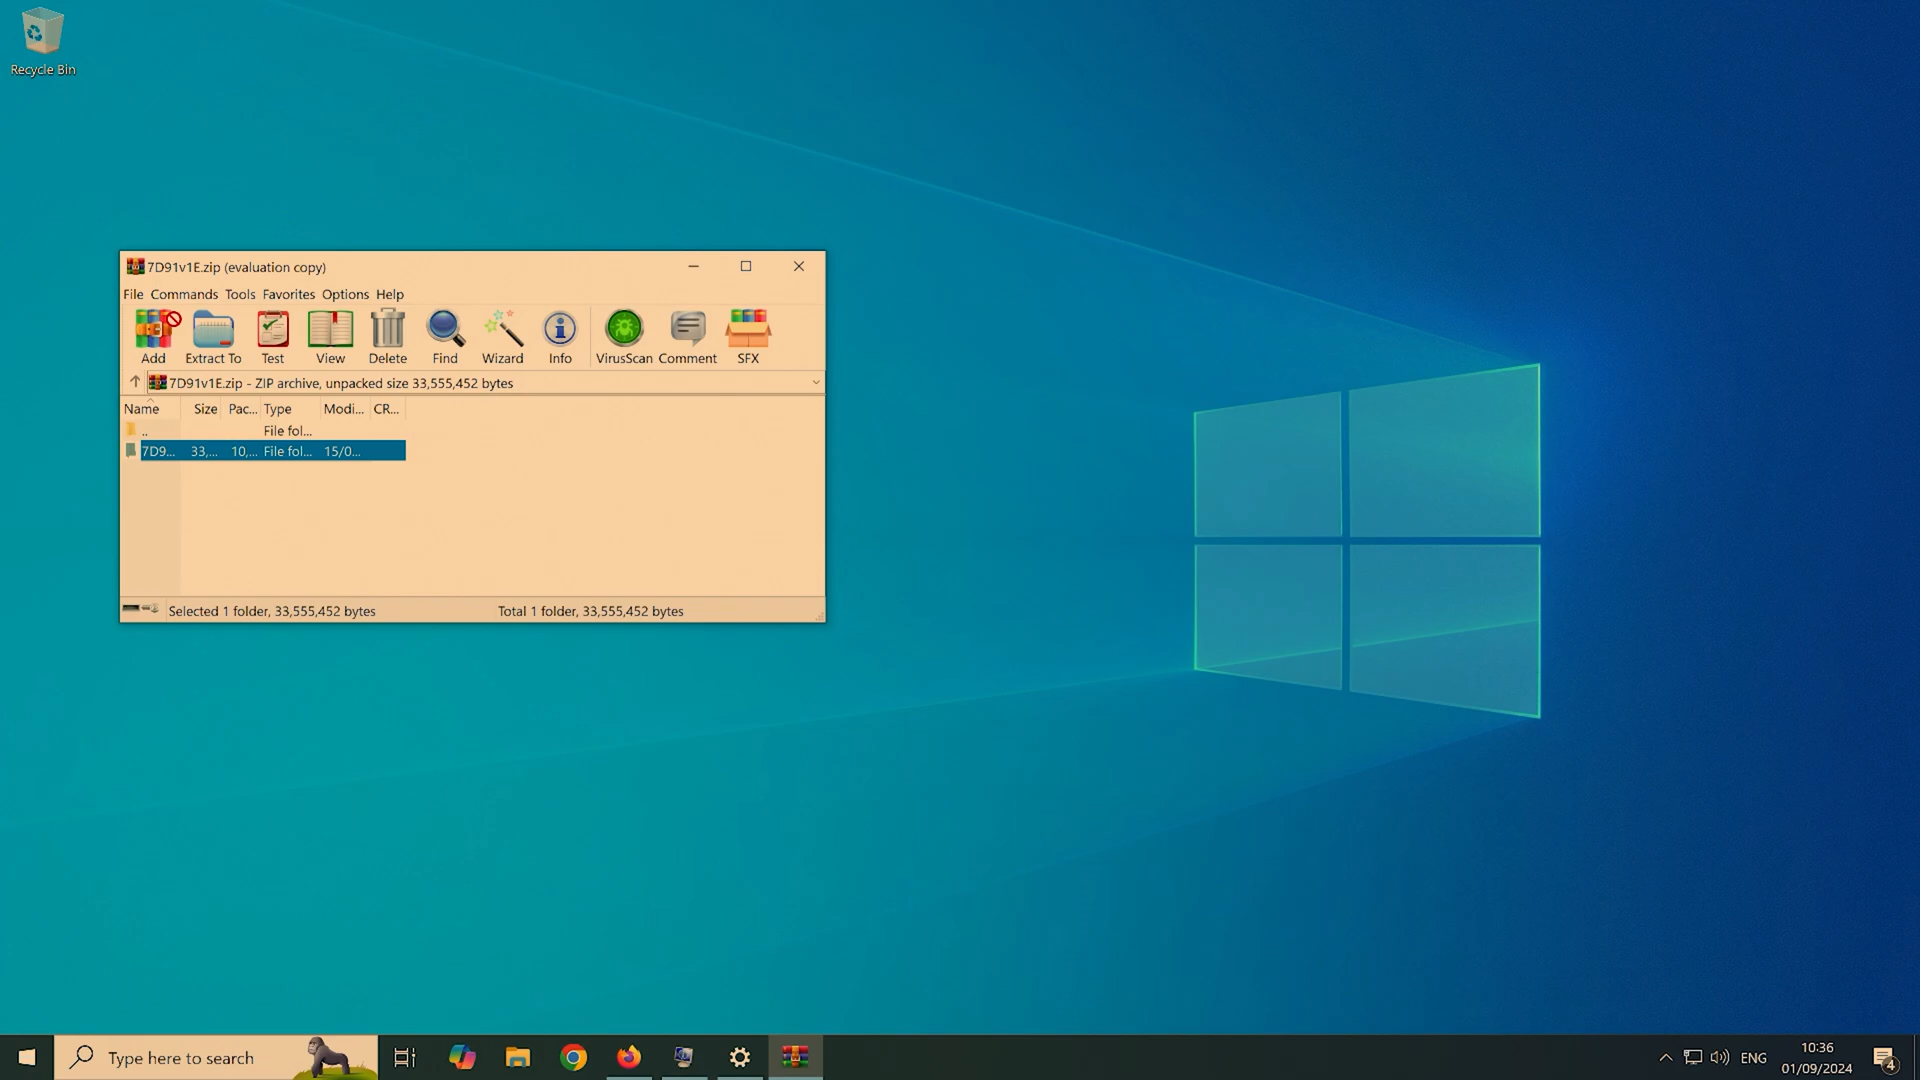 Recycle Bin
7D91v1E.zip (evaluation copy)
File Commands Tools Favorites Options Help
Add Extract To Test View Delete Find Wizard Info VirusScan Comment SFX
7D91v1E.zip - ZIP archive, unpacked size 33,555,452 bytes
Name Size Pac... Type Modi... CR...
.. File fol...
7D9... 33,... 10,... File fol... 15/0...
Selected 1 folder, 33,555,452 bytes Total 1 folder, 33,555,452 bytes
Type here to search
ENG
10:36
01/09/2024
4